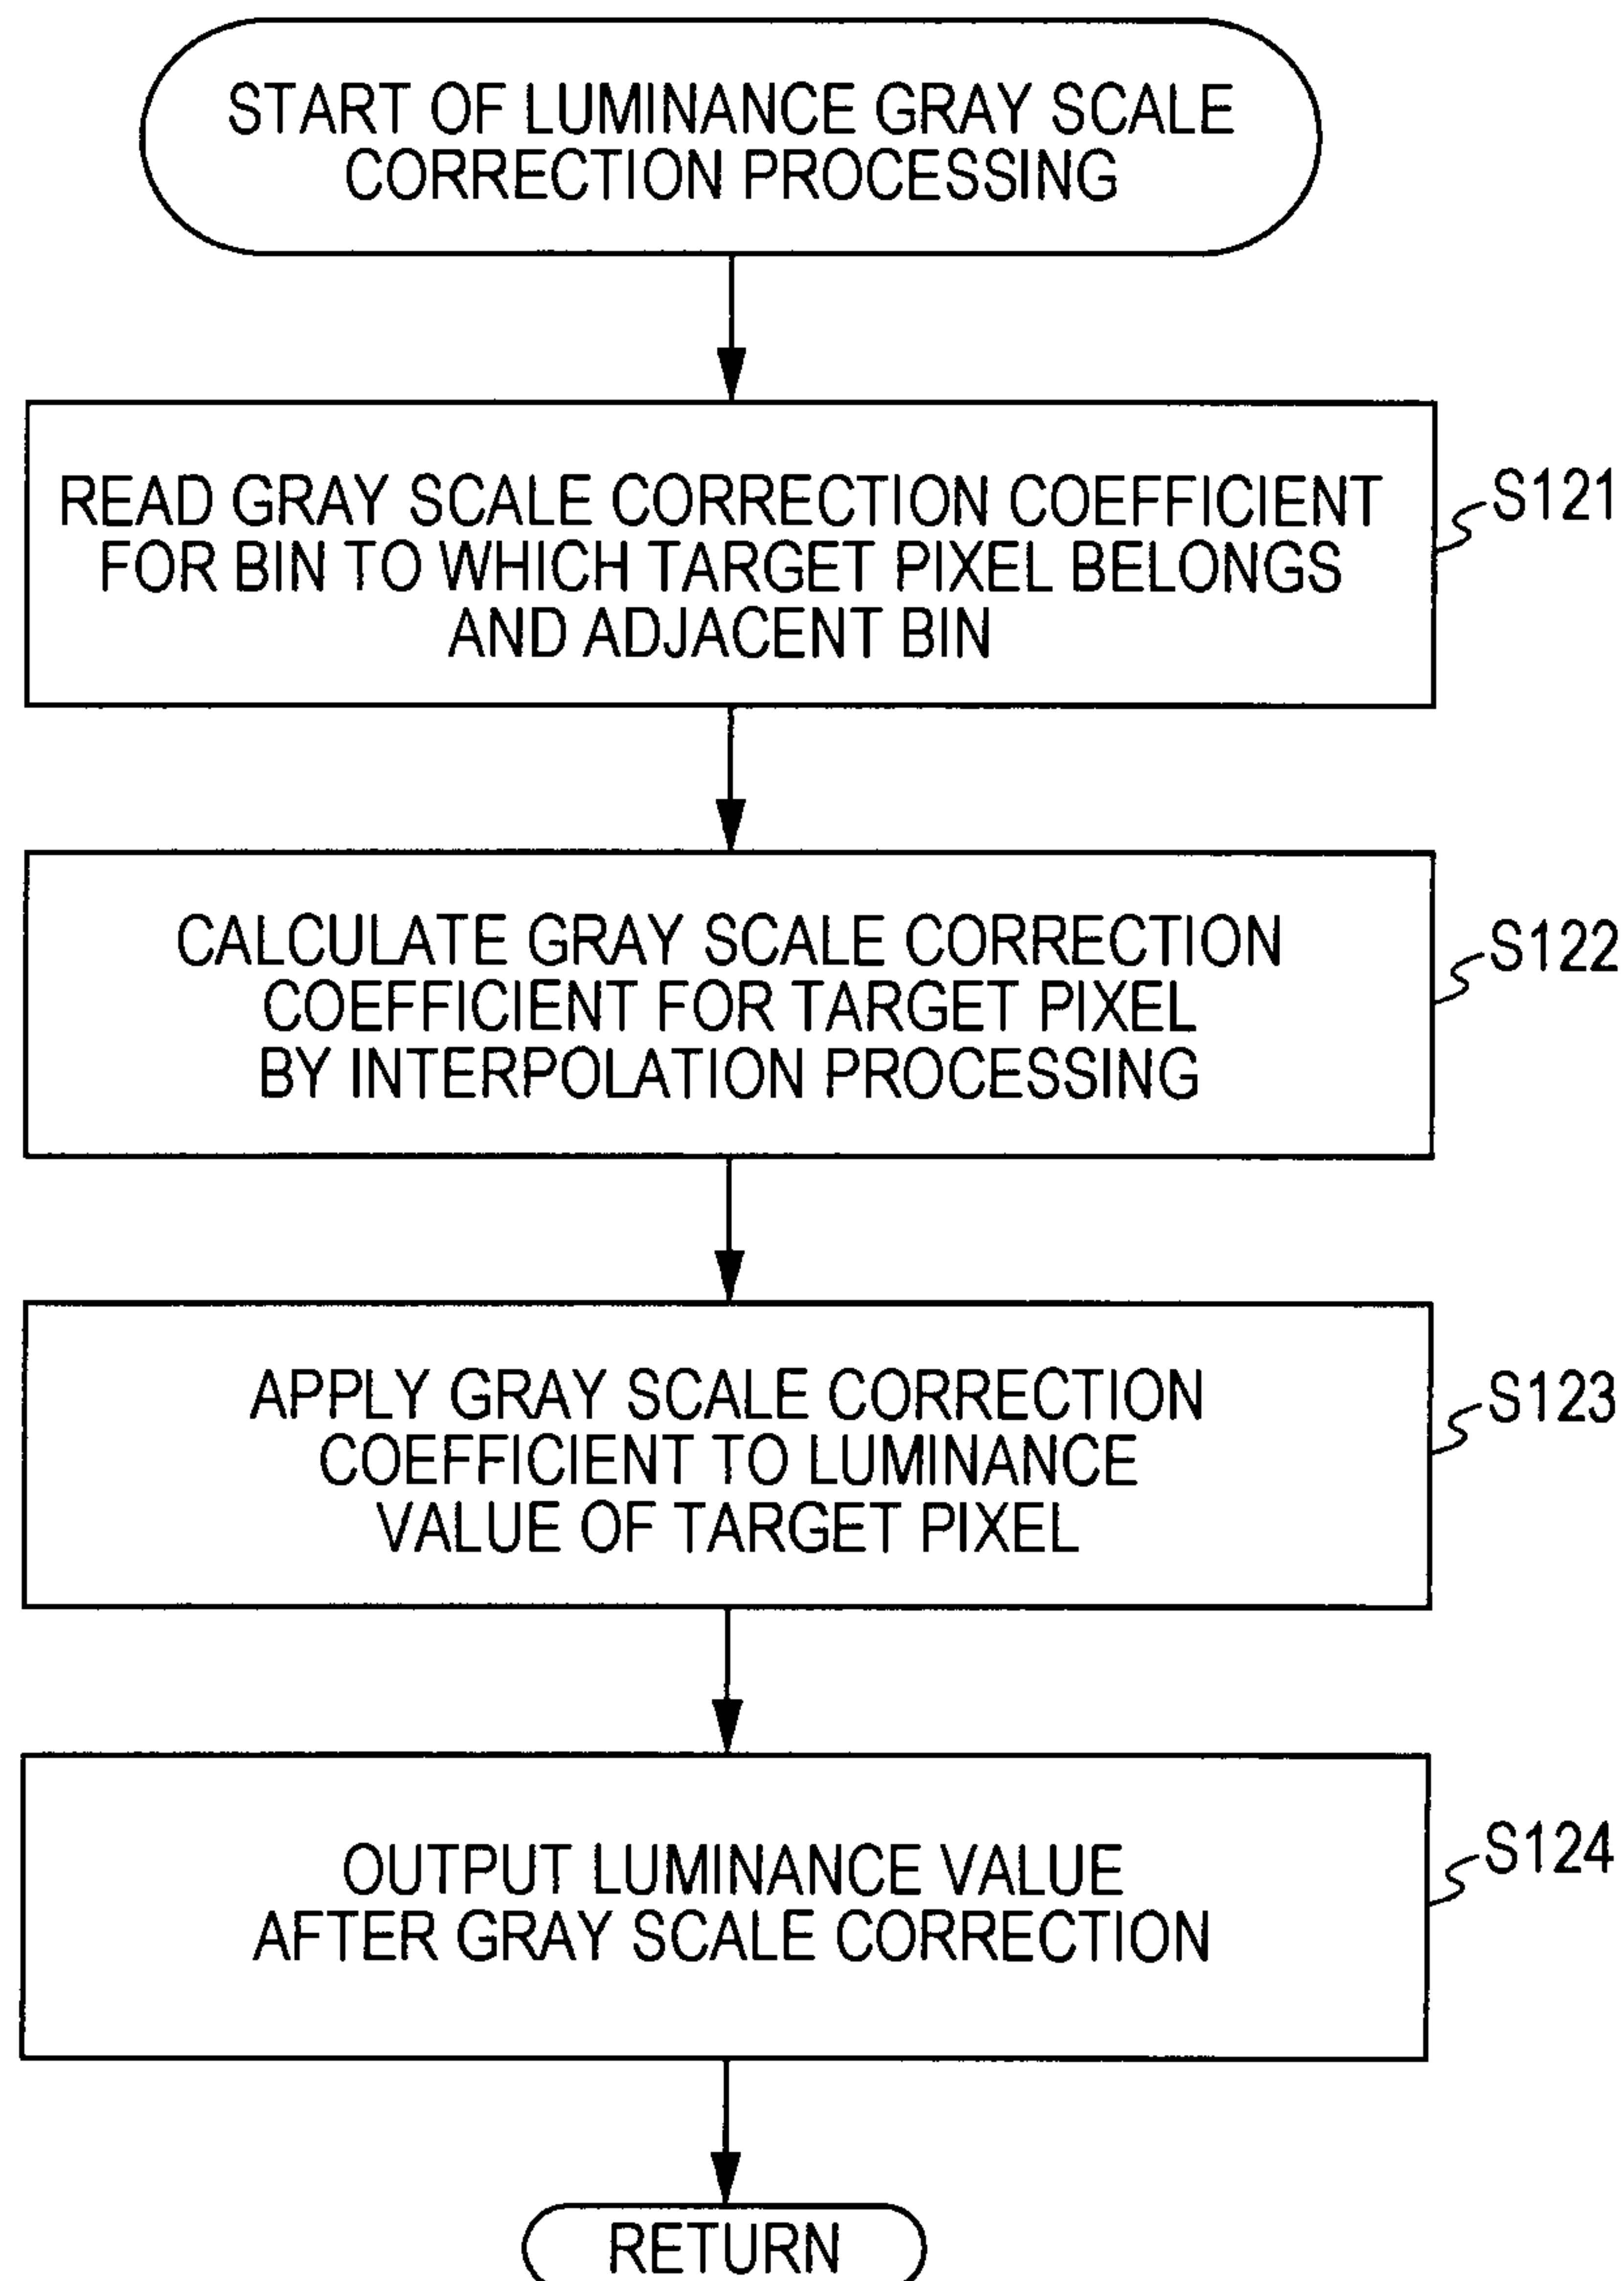 START OF LUMINANCE GRAY SCALE
CORRECTION PROCESSING
READ GRAY SCALE CORRECTION COEFFICIENT
FOR BIN TO WHICH TARGET PIXEL BELONGS
AND ADJACENT BIN
S121
CALCULATE GRAY SCALE CORRECTION
COEFFICIENT FOR TARGET PIXEL
BY INTERPOLATION PROCESSING
S122
APPLY GRAY SCALE CORRECTION
COEFFICIENT TO LUMINANCE
VALUE OF TARGET PIXEL
S123
OUTPUT LUMINANCE VALUE
AFTER GRAY SCALE CORRECTION
S124
RETURN